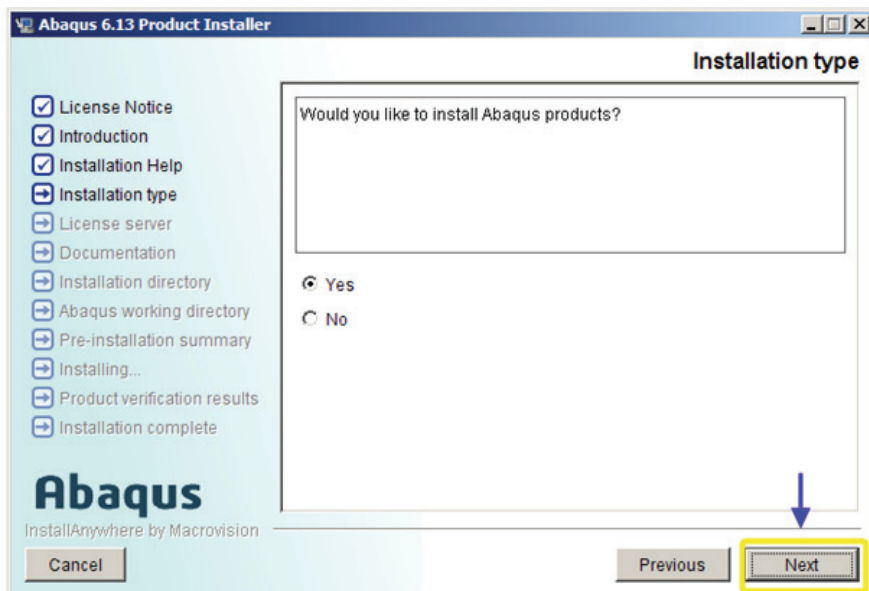 Abaqus 6.13 Product Installer
Installation type
License Notice
Introduction
Installation Help
Installation type
License server
Documentation
Installation directory
Abaqus working directory
Pre-installation summary
Installing...
Product verification results
Installation complete
Would you like to install Abaqus products?
Yes
No
Abaqus
InstallAnywhere by Macrovision
Cancel
Previous
Next